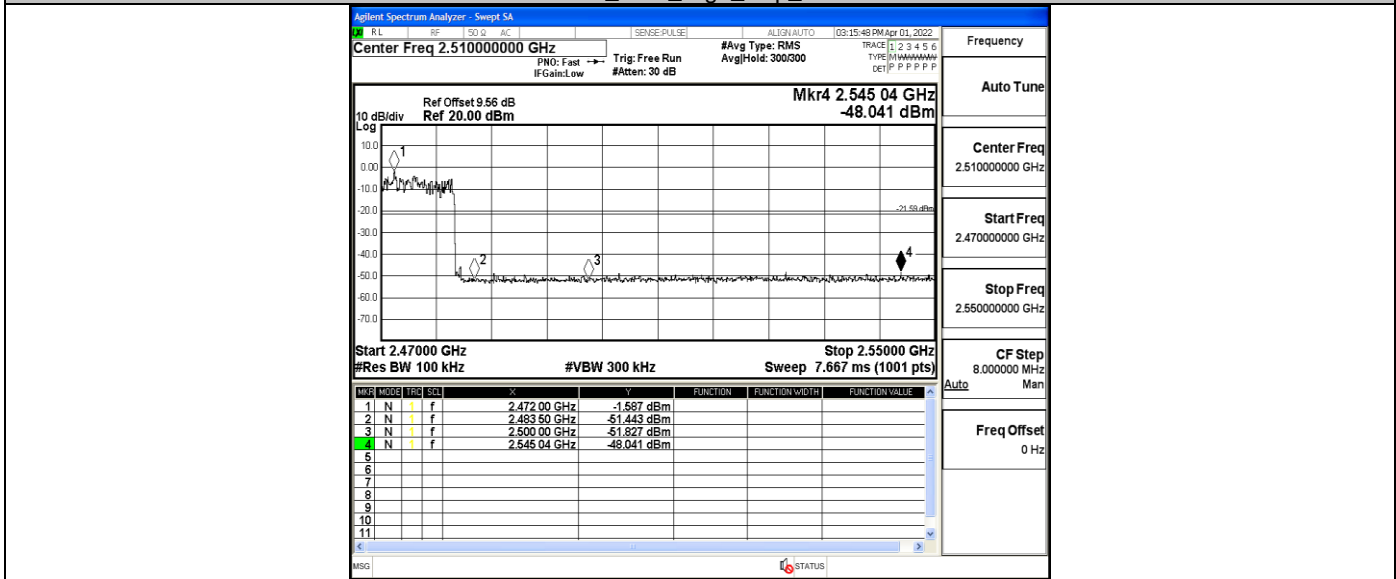 Agilent Spectrum Analyzer - Swept SA
RL RF 50 Ω AC SENSE:PULSE ALIGN AUTO 03:15:48 PM Apr 01, 2022
Center Freq 2.510000000 GHz
PNO: Fast
IFGain:Low
Trig: Free Run
#Atten: 30 dB
#Avg Type: RMS
Avg|Hold: 300/300
TRACE 1 2 3 4 5 6
TYPE MWWWWW
DET P P P P P P
Frequency
Auto Tune
Center Freq
2.510000000 GHz
Start Freq
2.470000000 GHz
Stop Freq
2.550000000 GHz
CF Step
8.000000 MHz
Auto Man
Freq Offset
0 Hz
Mkr4 2.545 04 GHz
-48.041 dBm
Ref Offset 9.56 dB
10 dB/div Ref 20.00 dBm
Log
10.0
0.00
-10.0
-20.0
-30.0
-40.0
-50.0
-60.0
-70.0
1
2
3
4
-21.59 dBm
Start 2.47000 GHz Stop 2.55000 GHz
#Res BW 100 kHz #VBW 300 kHz Sweep 7.667 ms (1001 pts)
MKR MODE TRC SCL X Y FUNCTION FUNCTION WIDTH FUNCTION VALUE
1 N 1 f 2.472 00 GHz -1.587 dBm
2 N 1 f 2.483 50 GHz -51.443 dBm
3 N 1 f 2.500 00 GHz -51.827 dBm
4 N 1 f 2.545 04 GHz -48.041 dBm
5
6
7
8
9
10
11
MSG STATUS